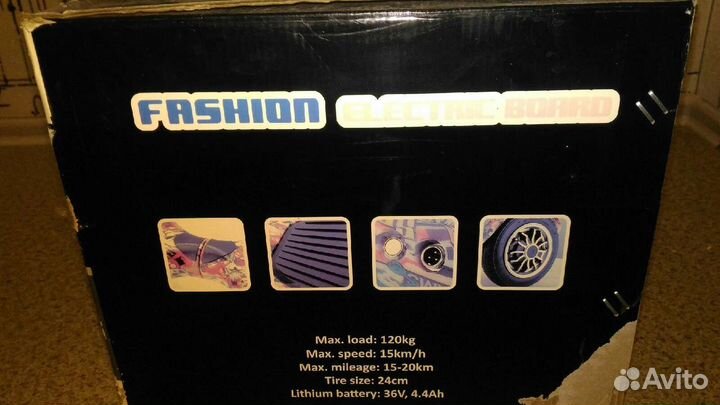 FASHION ELECTRIC BOARD
Max. load: 120kg
Max. speed: 15km/h
Max. mileage: 15-20km
Tire size: 24cm
Lithium battery: 36V, 4.4Ah
Avito